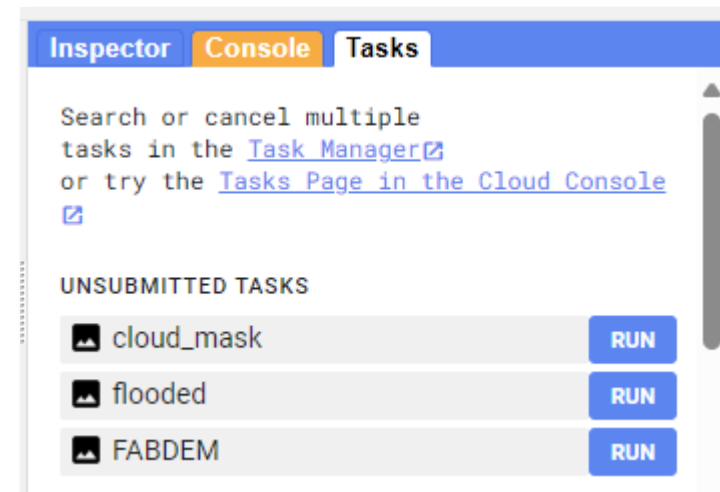 Inspector Console Tasks
Search or cancel multiple
tasks in the Task Manager
or try the Tasks Page in the Cloud Console
UNSUBMITTED TASKS
cloud_mask RUN
flooded RUN
FABDEM RUN